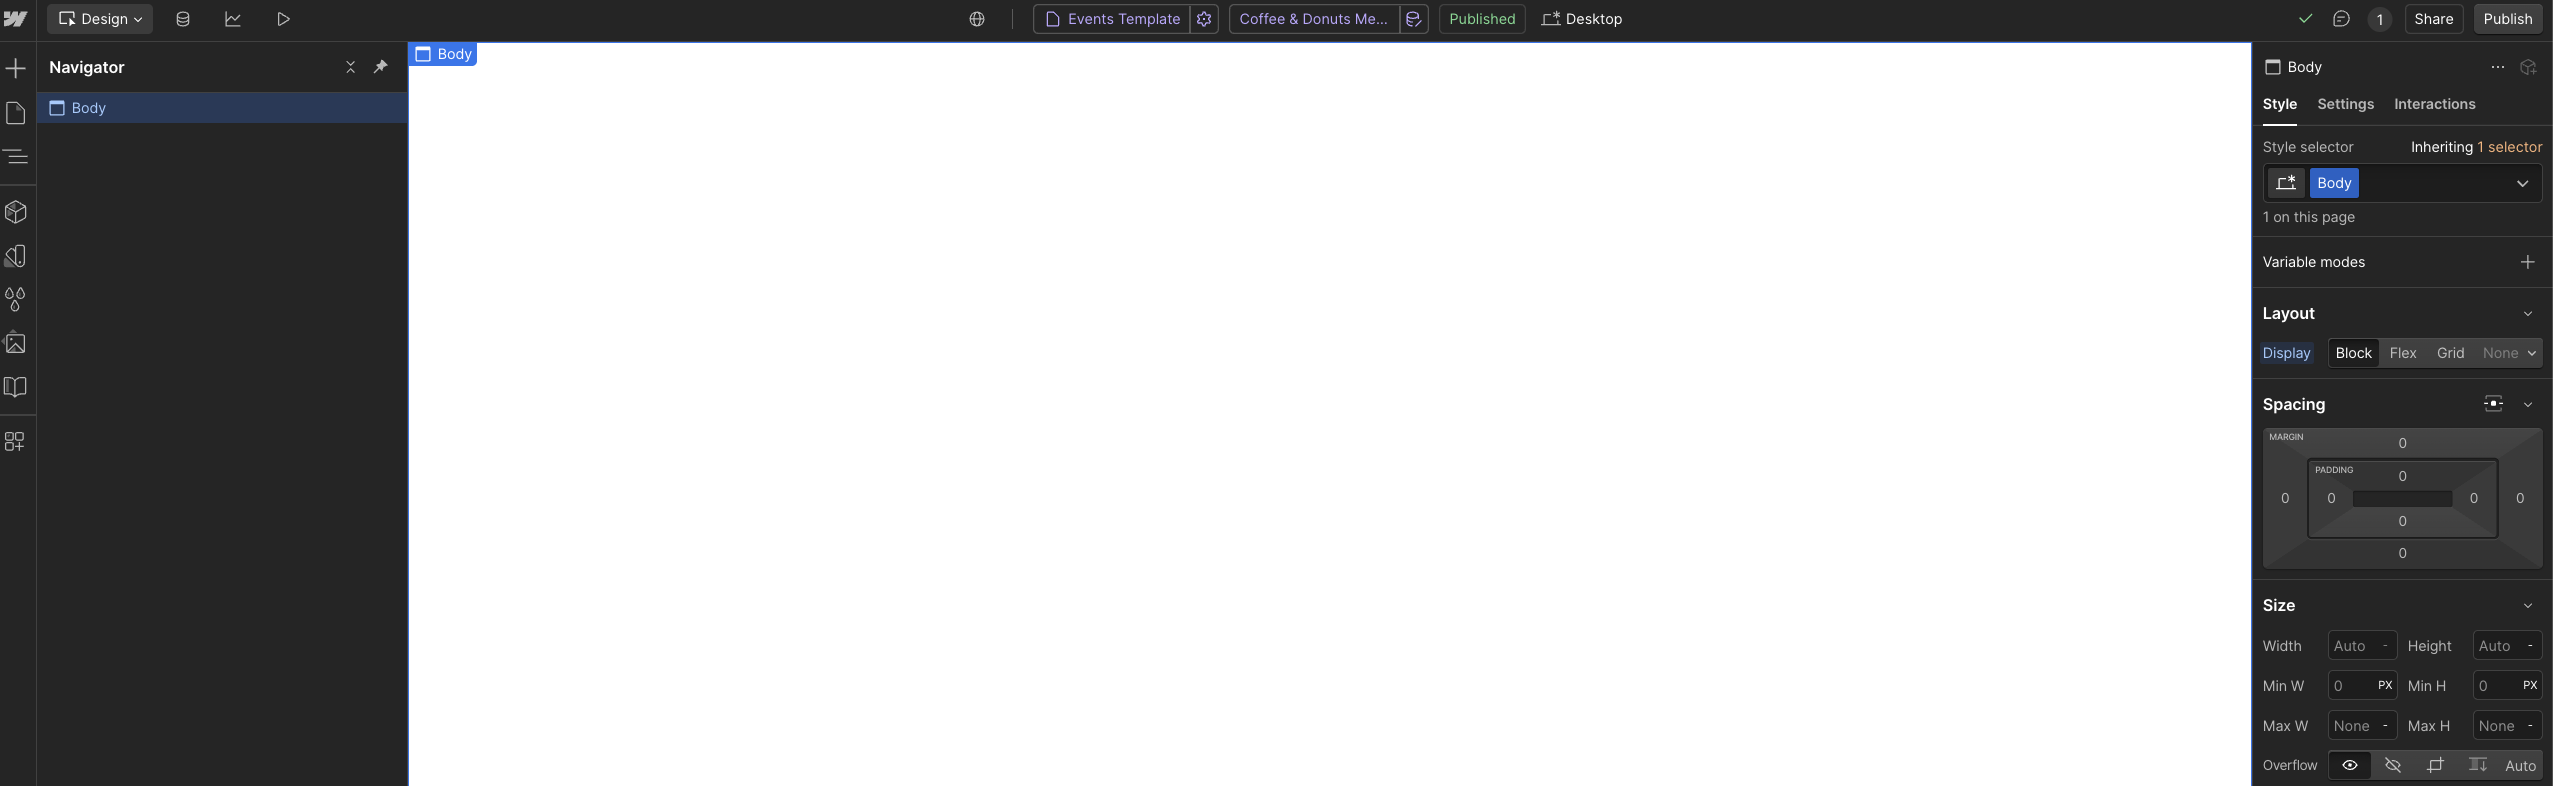 Design
Events Template
Coffee & Donuts Me...
Published
Desktop
1
Share
Publish
Navigator
Body
Body
Body
Style Settings Interactions
Style selector Inheriting 1 selector
Body
1 on this page
Variable modes
Layout
Display Block Flex Grid None
Spacing
MARGIN
0
PADDING
0
0 0 0 0
0
0
Size
Width Auto - Height Auto -
Min W 0 PX Min H 0 PX
Max W None - Max H None -
Overflow Auto